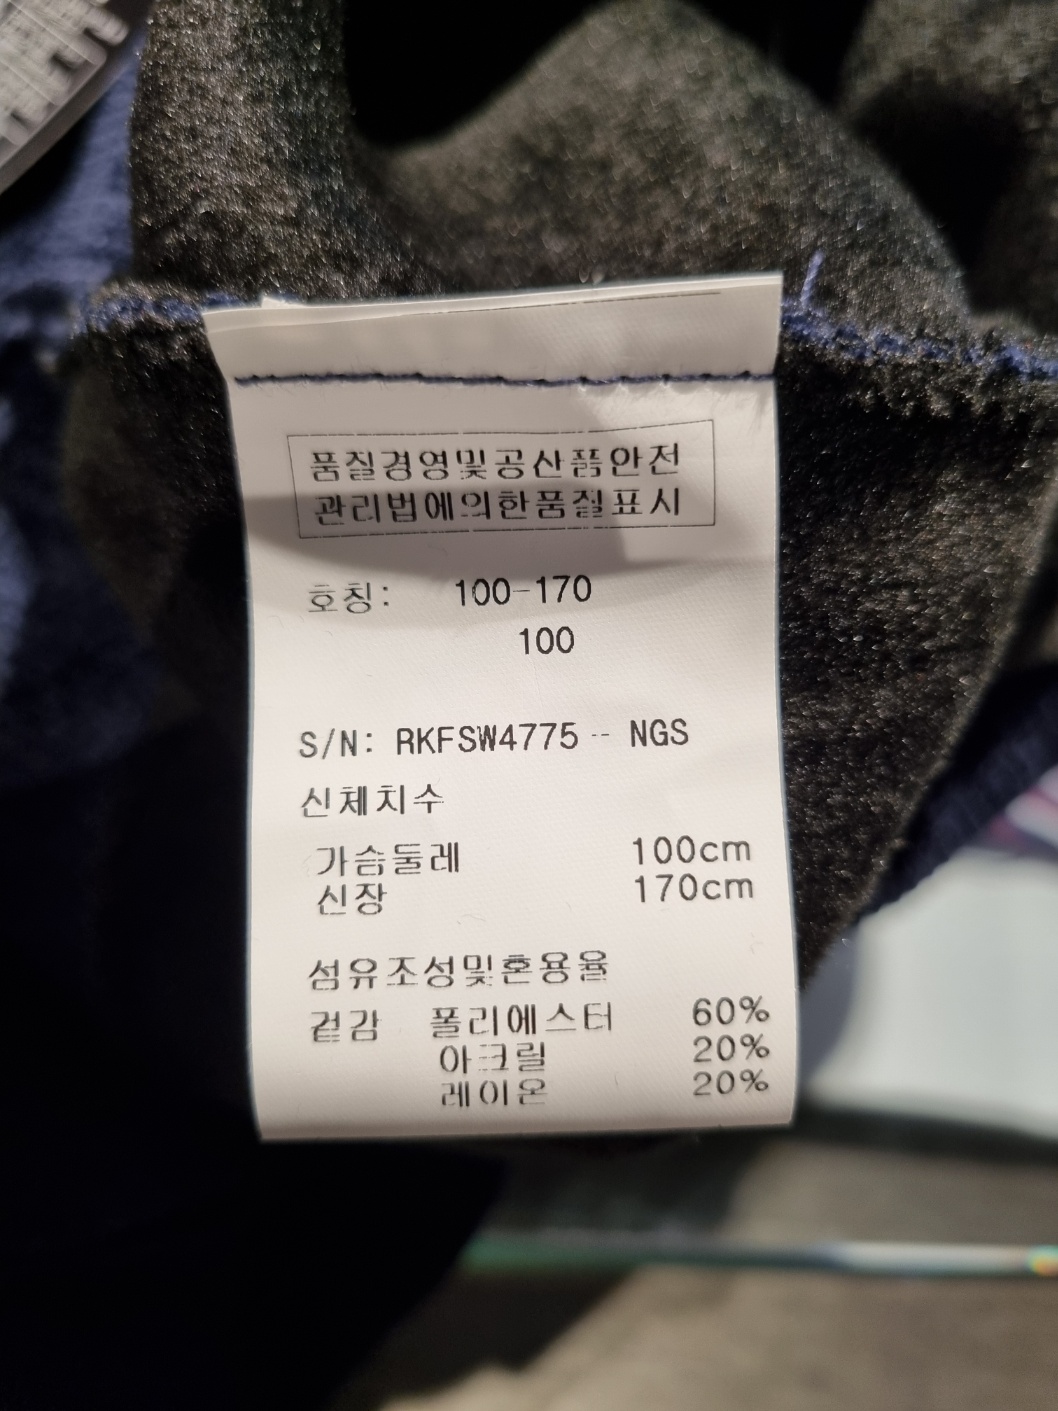 품질경영및공산품안전
관리법에의한품질표시
호칭: 100-170
100
S/N: RKFSW4775 - NGS
신체치수
가슴둘레 100cm
신장 170cm
섬유조성및혼용율
겉감 폴리에스터 60%
아크릴 20%
레이온 20%